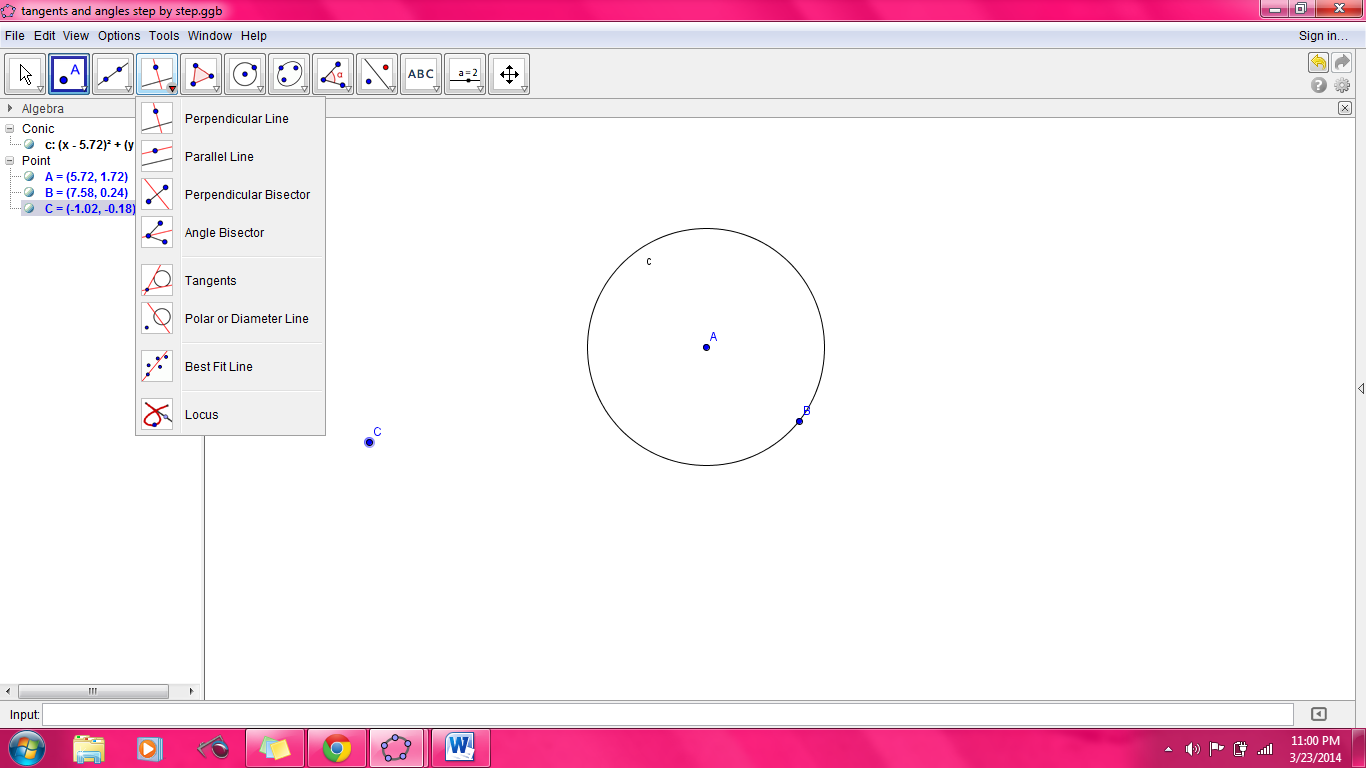 tangents and angles step by step.ggb
File Edit View Options Tools Window Help
Sign in...
A
α
ABC
a=2
Algebra
Conic
c: (x - 5.72)² + (y
Point
A = (5.72, 1.72)
B = (7.58, 0.24)
C = (-1.02, -0.18)
Perpendicular Line
Parallel Line
Perpendicular Bisector
Angle Bisector
Tangents
Polar or Diameter Line
Best Fit Line
Locus
c
A
B
C
Input:
11:00 PM
3/23/2014